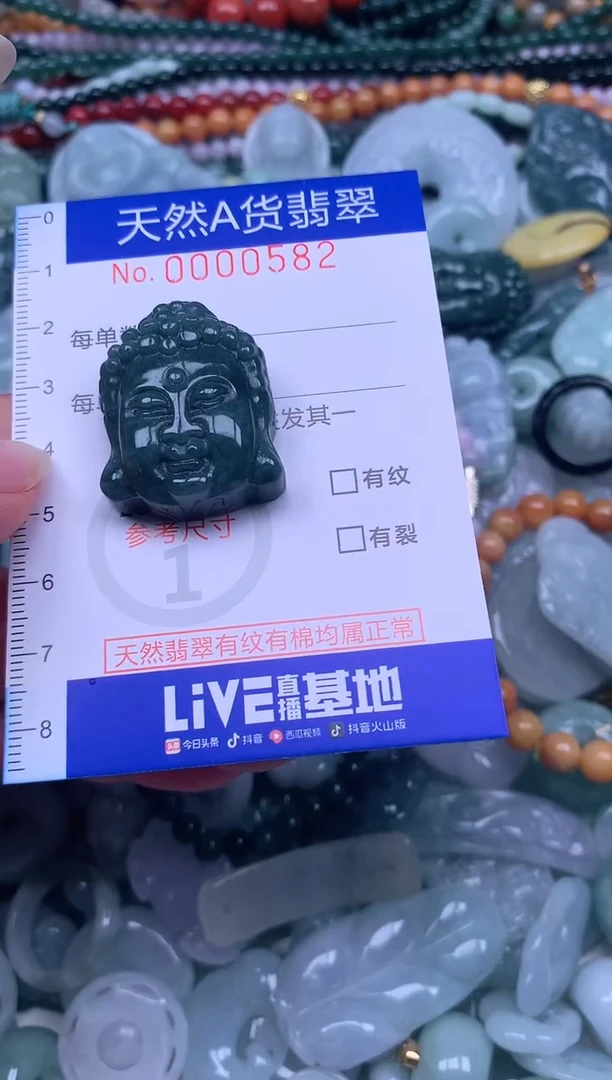 天然A货翡翠
No. 0000582
0
1
2
3
4
5
6
7
8
每单
每
发其一
有纹
有裂
参考尺寸
1
天然翡翠有纹有棉均属正常
LiVE直播基地
头条 今日头条 抖音 西瓜视频 抖音火山版